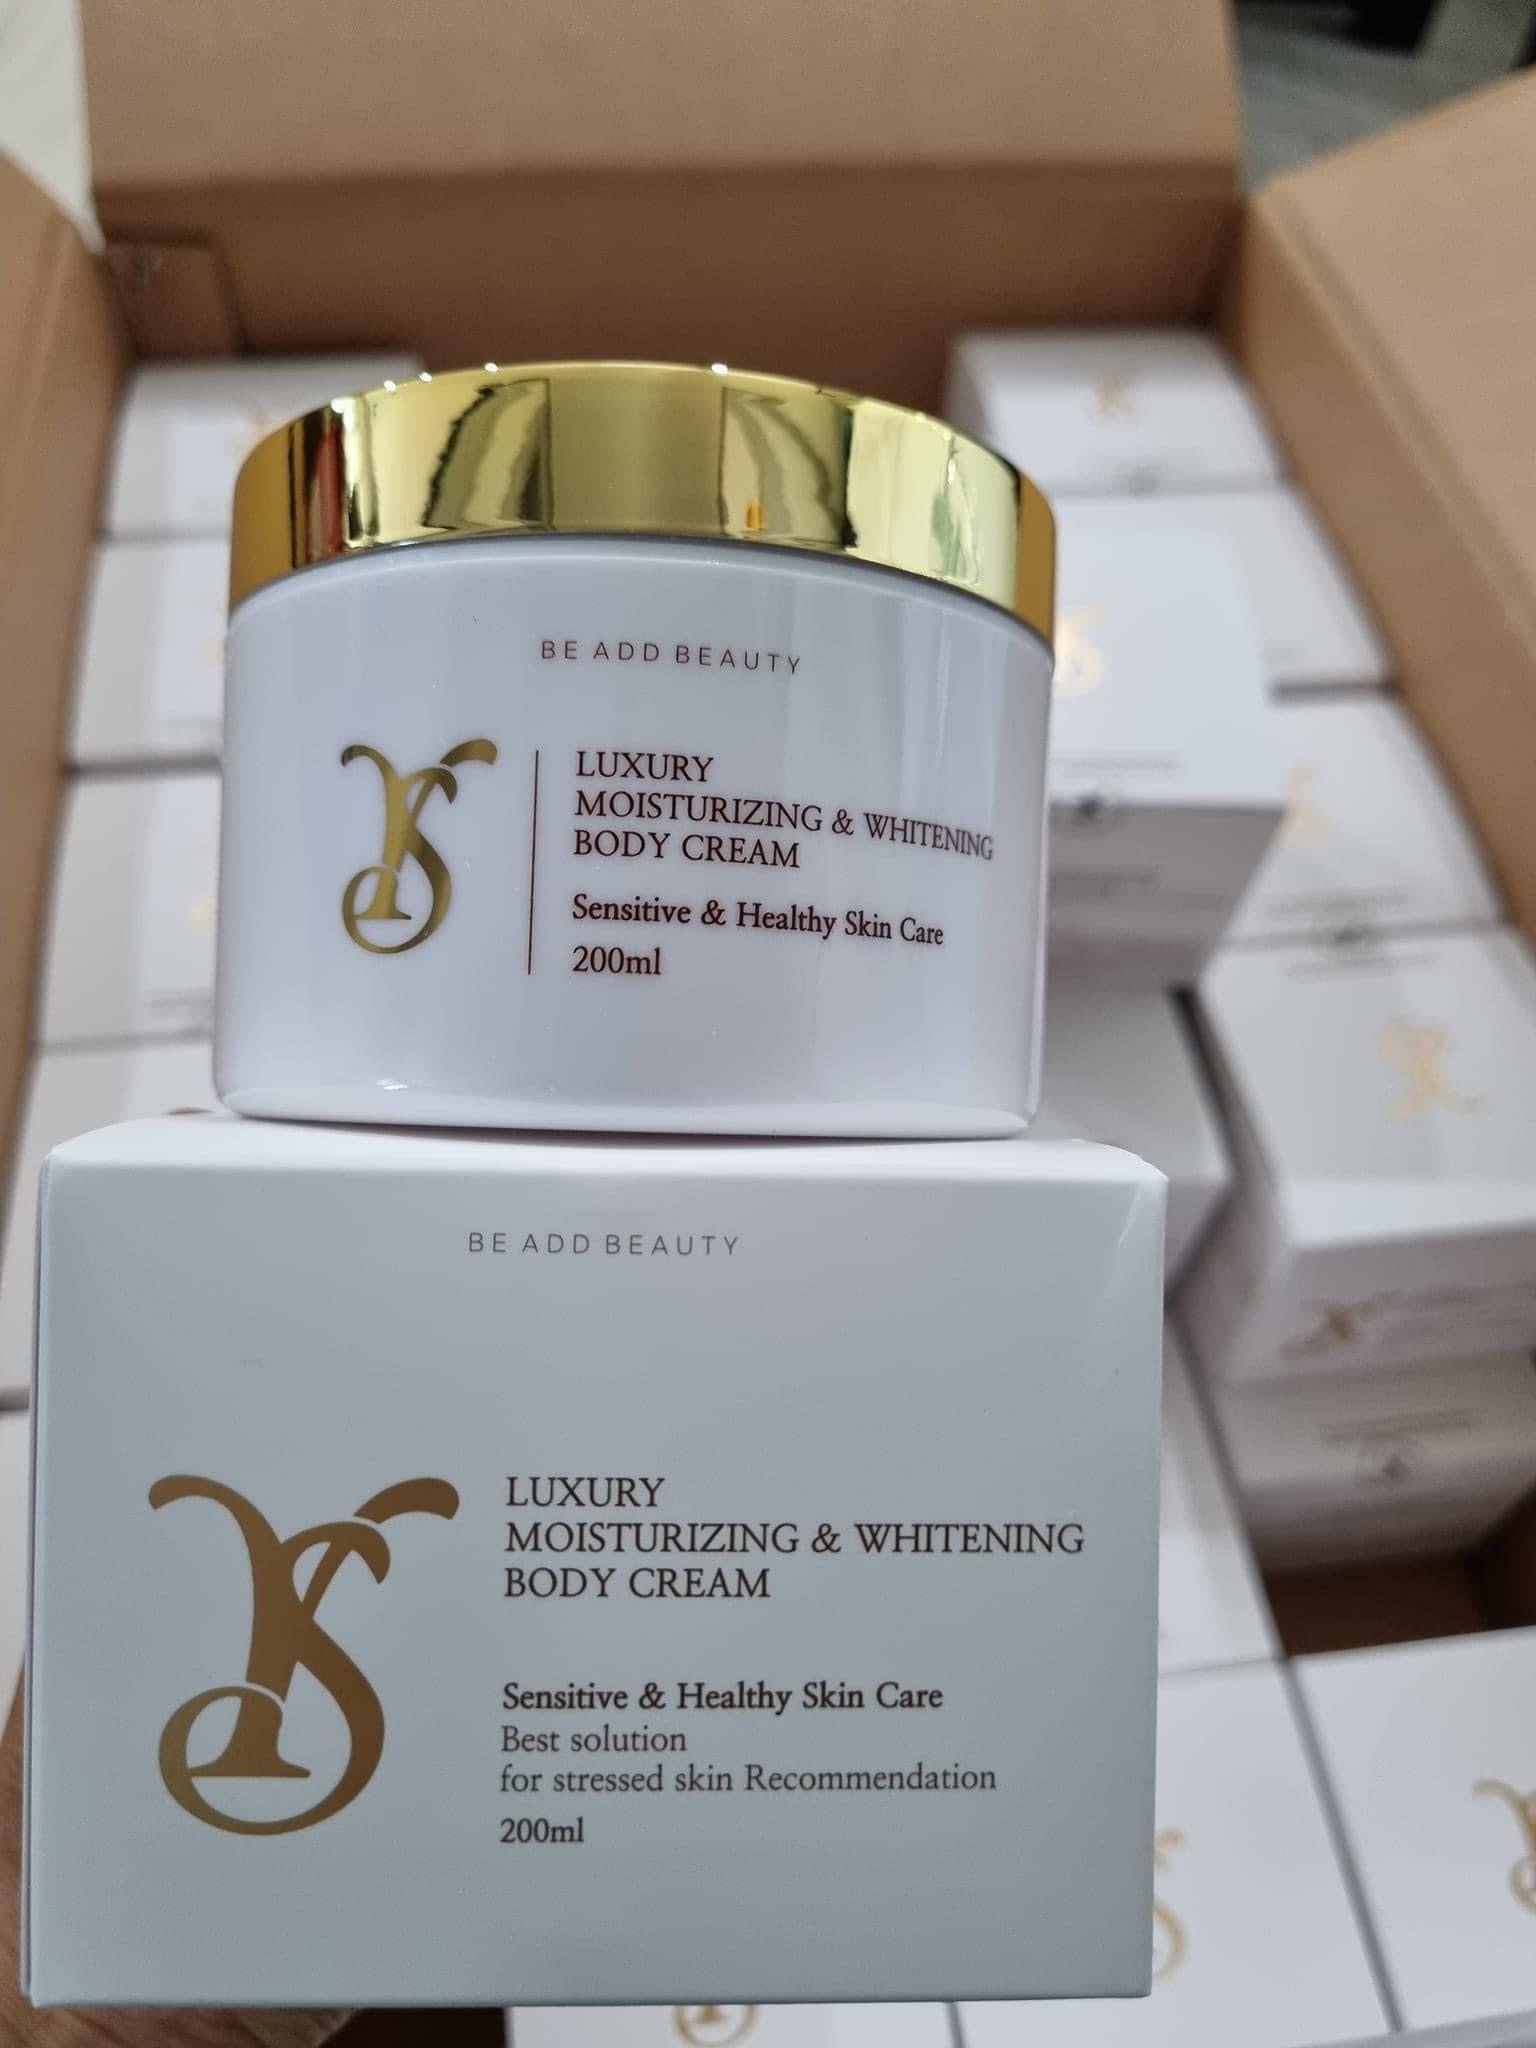 BE ADD BEAUTY
LUXURY
MOISTURIZING & WHITENING
BODY CREAM
Sensitive & Healthy Skin Care
200ml
BE ADD BEAUTY
LUXURY
MOISTURIZING & WHITENING
BODY CREAM
Sensitive & Healthy Skin Care
Best solution
for stressed skin Recommendation
200ml